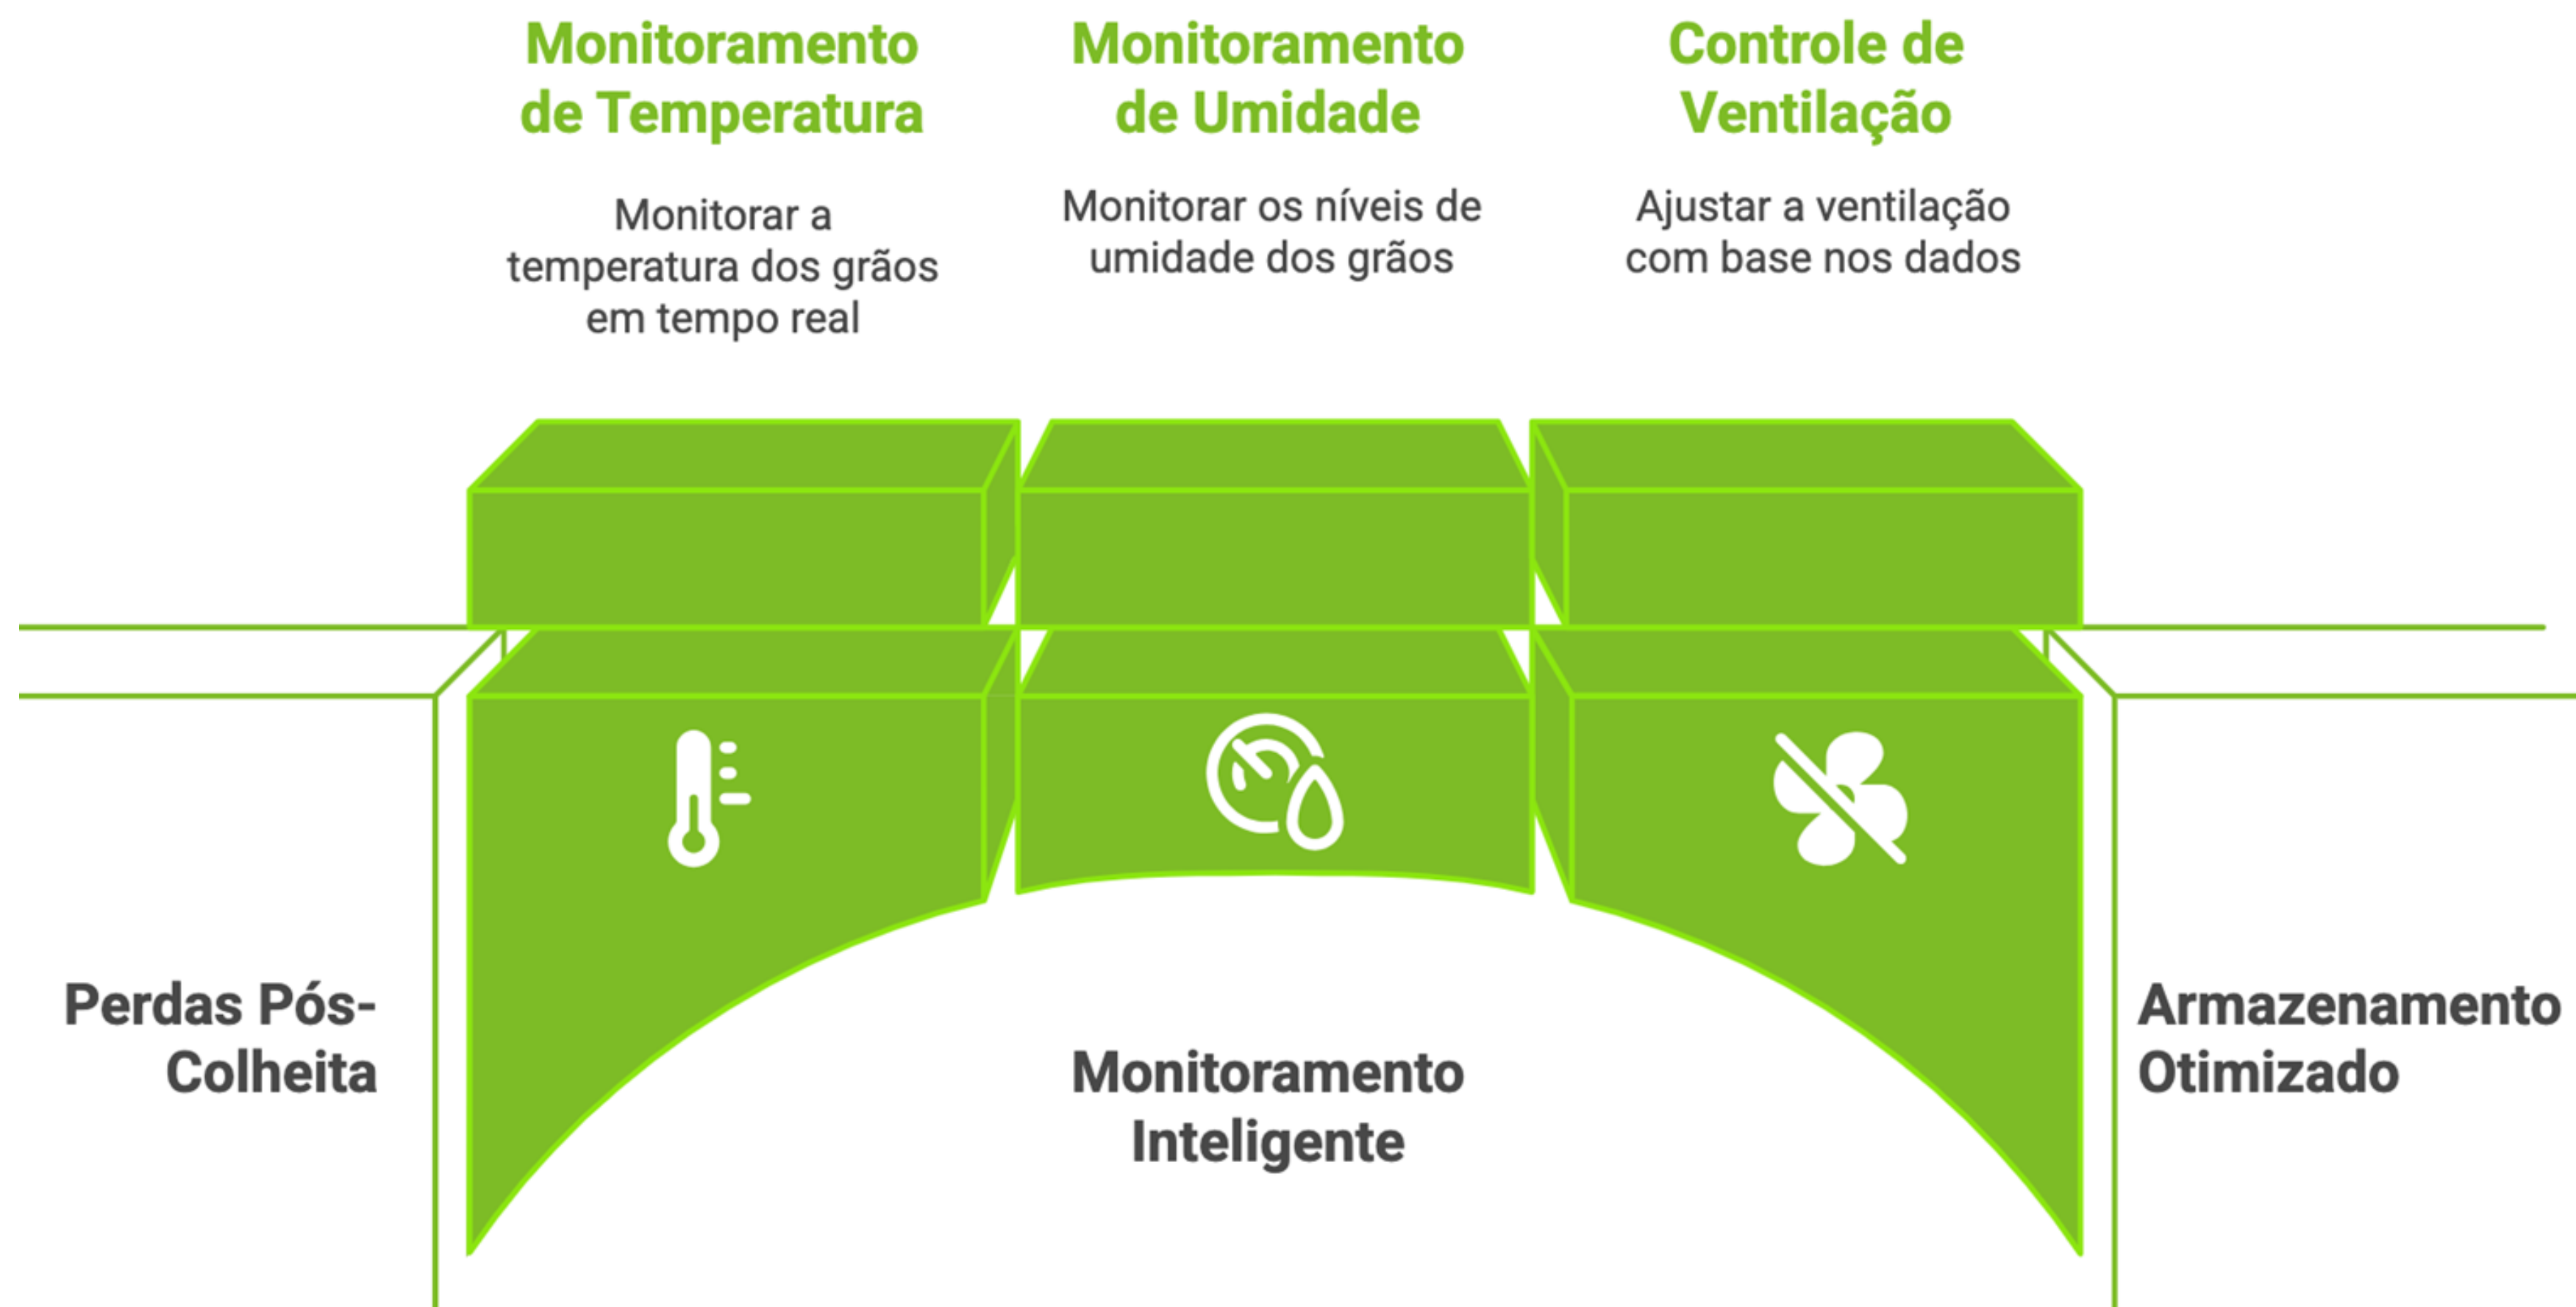 Monitoramento
de Temperatura
Monitorar a
temperatura dos grãos
em tempo real
Monitoramento
de Umidade
Monitorar os níveis de
umidade dos grãos
Controle de
Ventilação
Ajustar a ventilação
com base nos dados
Perdas Pós-
Colheita
Monitoramento
Inteligente
Armazenamento
Otimizado